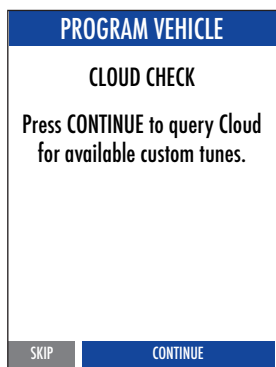 PROGRAM VEHICLE
CLOUD CHECK
Press CONTINUE to query Cloud
for available custom tunes.
SKIP
CONTINUE